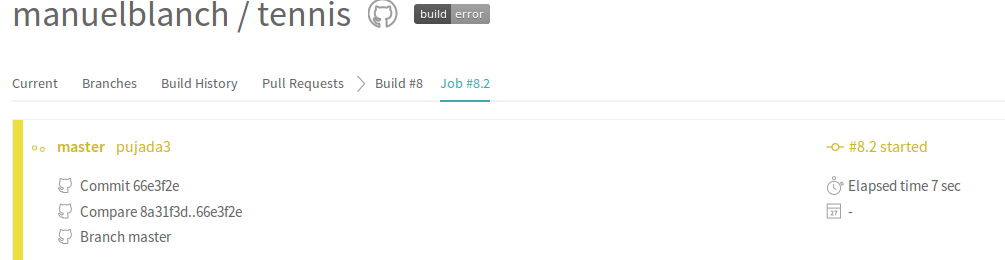 manuelblanch / tennis build error
Current Branches Build History Pull Requests Build #8 Job #8.2
master pujada3 #8.2 started
Commit 66e3f2e Elapsed time 7 sec
Compare 8a31f3d..66e3f2e 27 -
Branch master